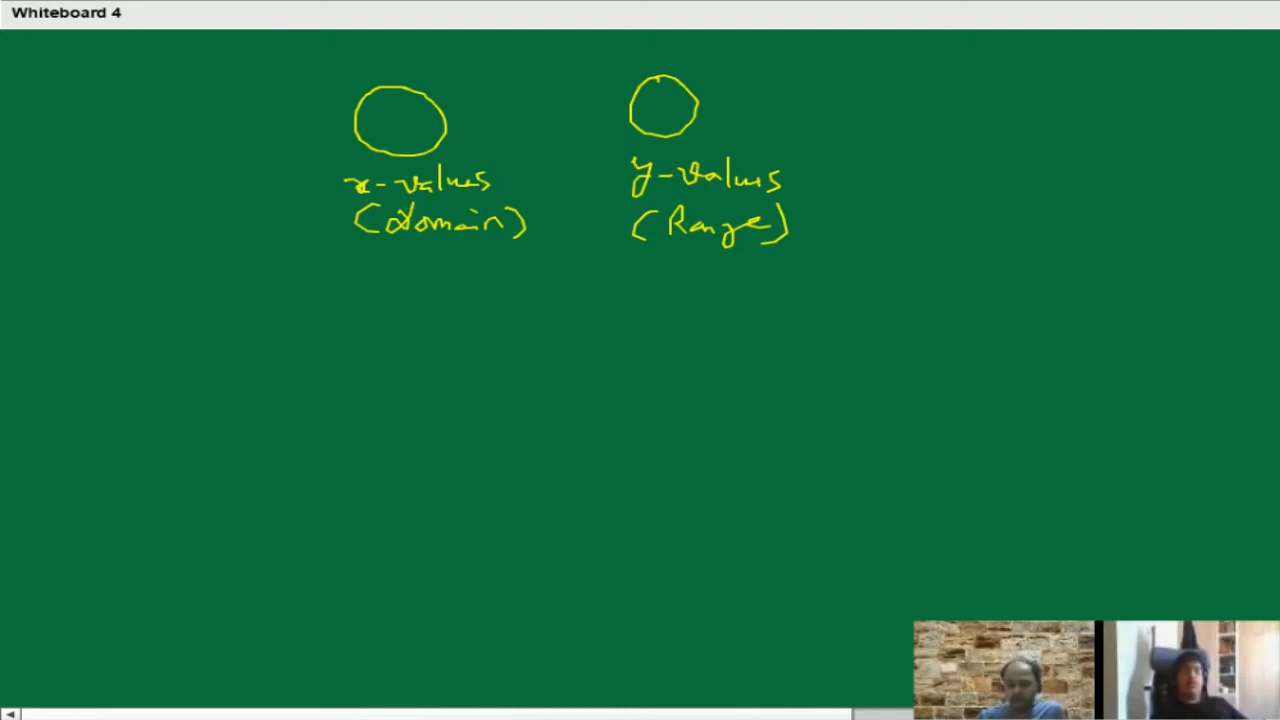 Whiteboard 4
x-values
(domain)
y-values
(Range)